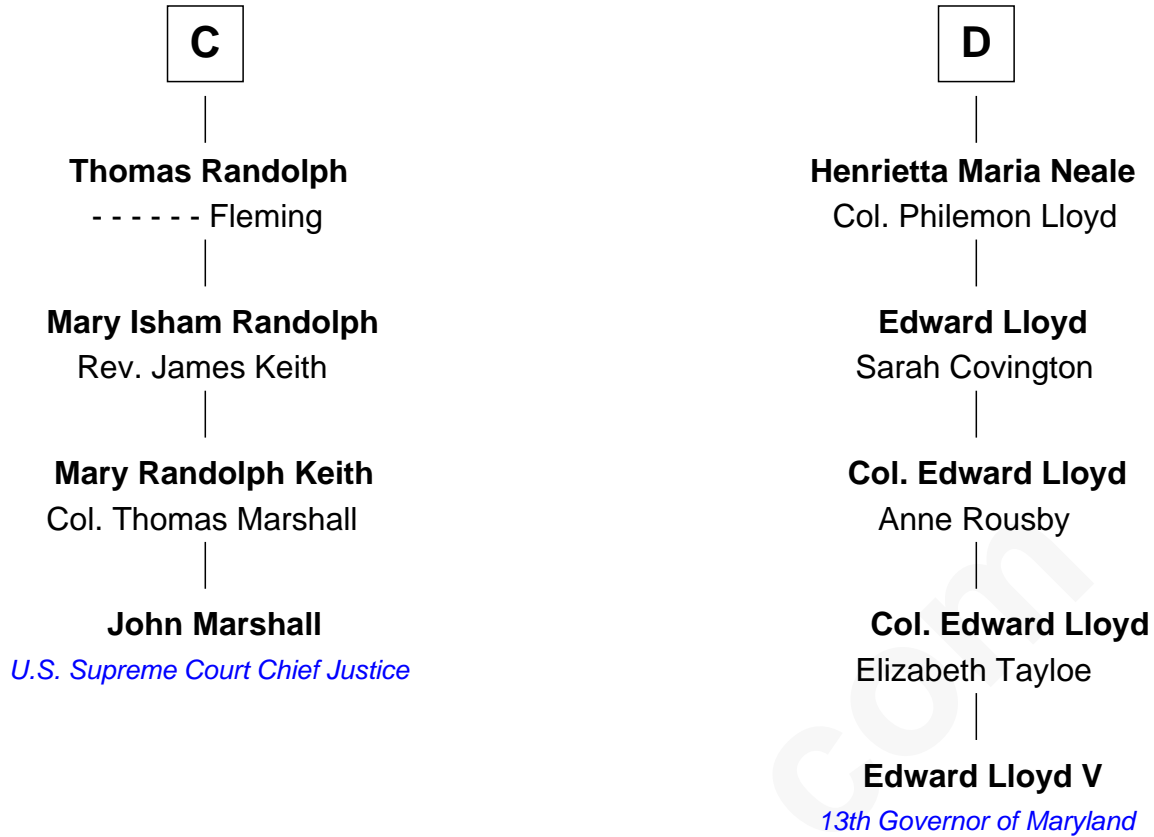 C
Thomas Randolph
- - - - - - Fleming
Mary Isham Randolph
Rev. James Keith
Mary Randolph Keith
Col. Thomas Marshall
John Marshall
U.S. Supreme Court Chief Justice
D
Henrietta Maria Neale
Col. Philemon Lloyd
Edward Lloyd
Sarah Covington
Col. Edward Lloyd
Anne Rousby
Col. Edward Lloyd
Elizabeth Tayloe
Edward Lloyd V
13th Governor of Maryland
com